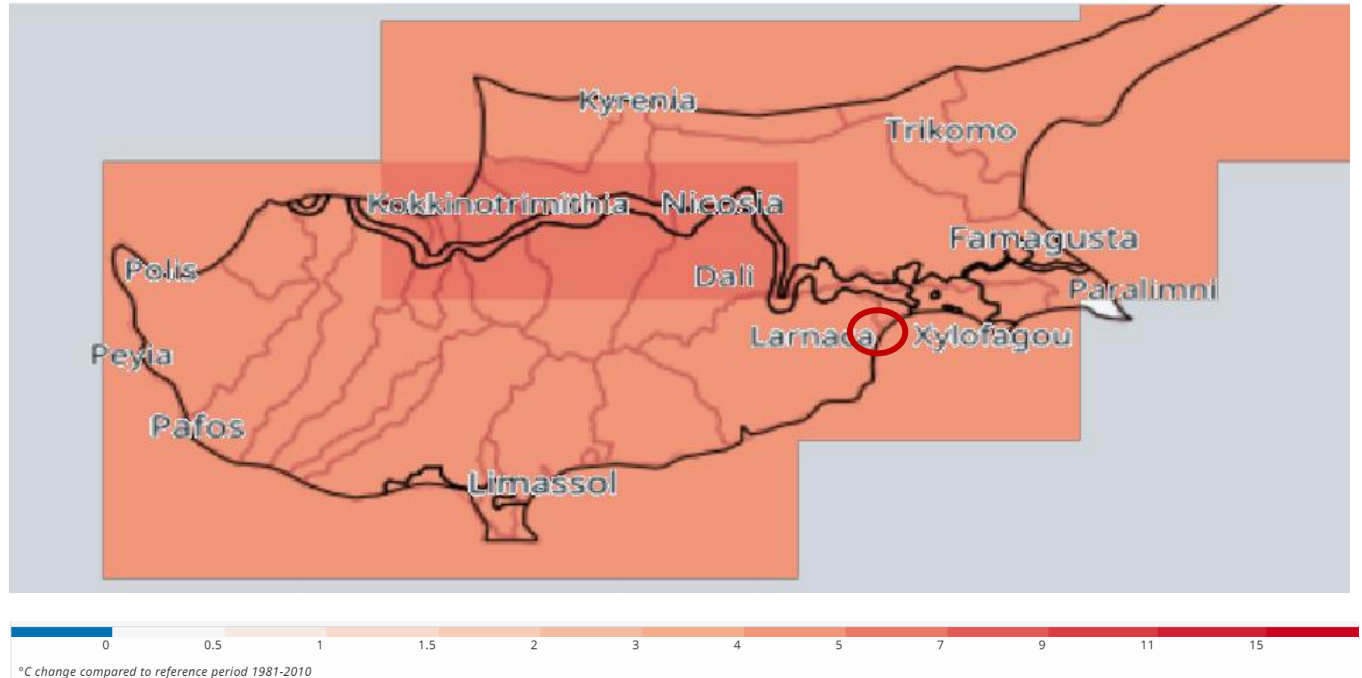 Kyrenia
Trikomo
Kokkinotrimithia Nicosia
Famagusta
Polis
Dali
Paralimni
Larnaca
Xylofagou
Peyia
Pafos
Limassol
0 0.5 1 1.5 2 3 4 5 7 9 11 15
°C change compared to reference period 1981-2010